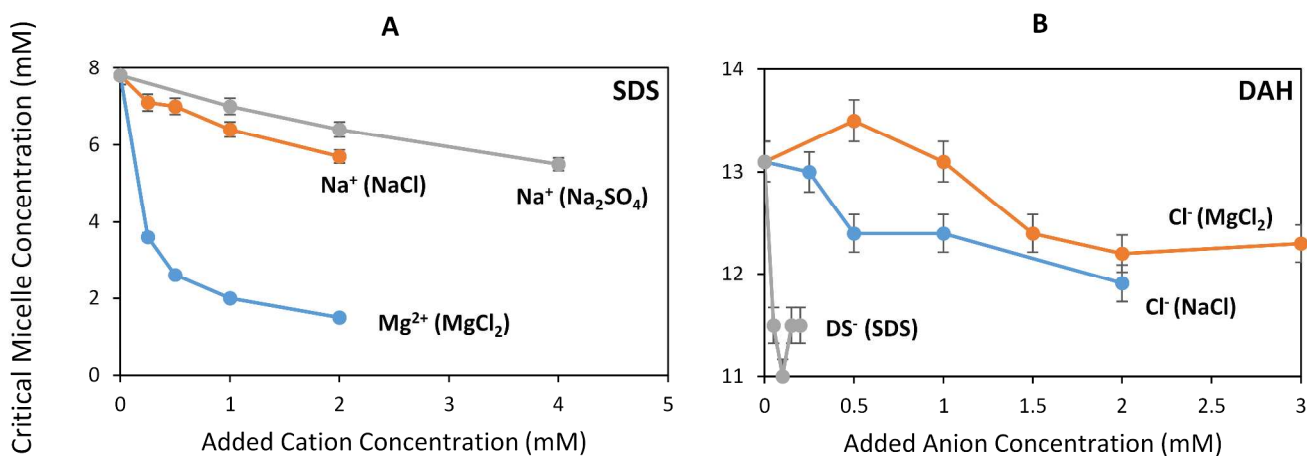 Critical Micelle Concentration (mM)
A
8
6
4
2
0
0
1
2
3
4
5
SDS
Na⁺ (NaCl)
Na⁺ (Na₂SO₄)
Mg²⁺ (MgCl₂)
Added Cation Concentration (mM)
B
14
13
12
11
0
0.5
1
1.5
2
2.5
3
DAH
Cl⁻ (MgCl₂)
Cl⁻ (NaCl)
DS⁻ (SDS)
Added Anion Concentration (mM)